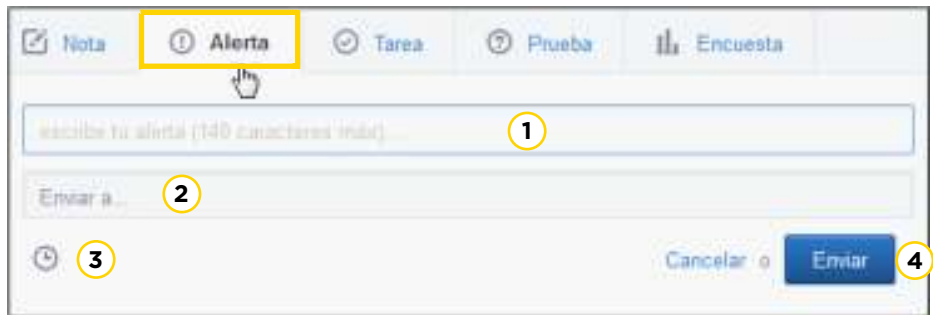 Nota Alerta Tarea Prueba Encuesta
escribe tu alerta (140 caracteres máx)... 1
Enviar a... 2
3 Cancelar o Enviar 4